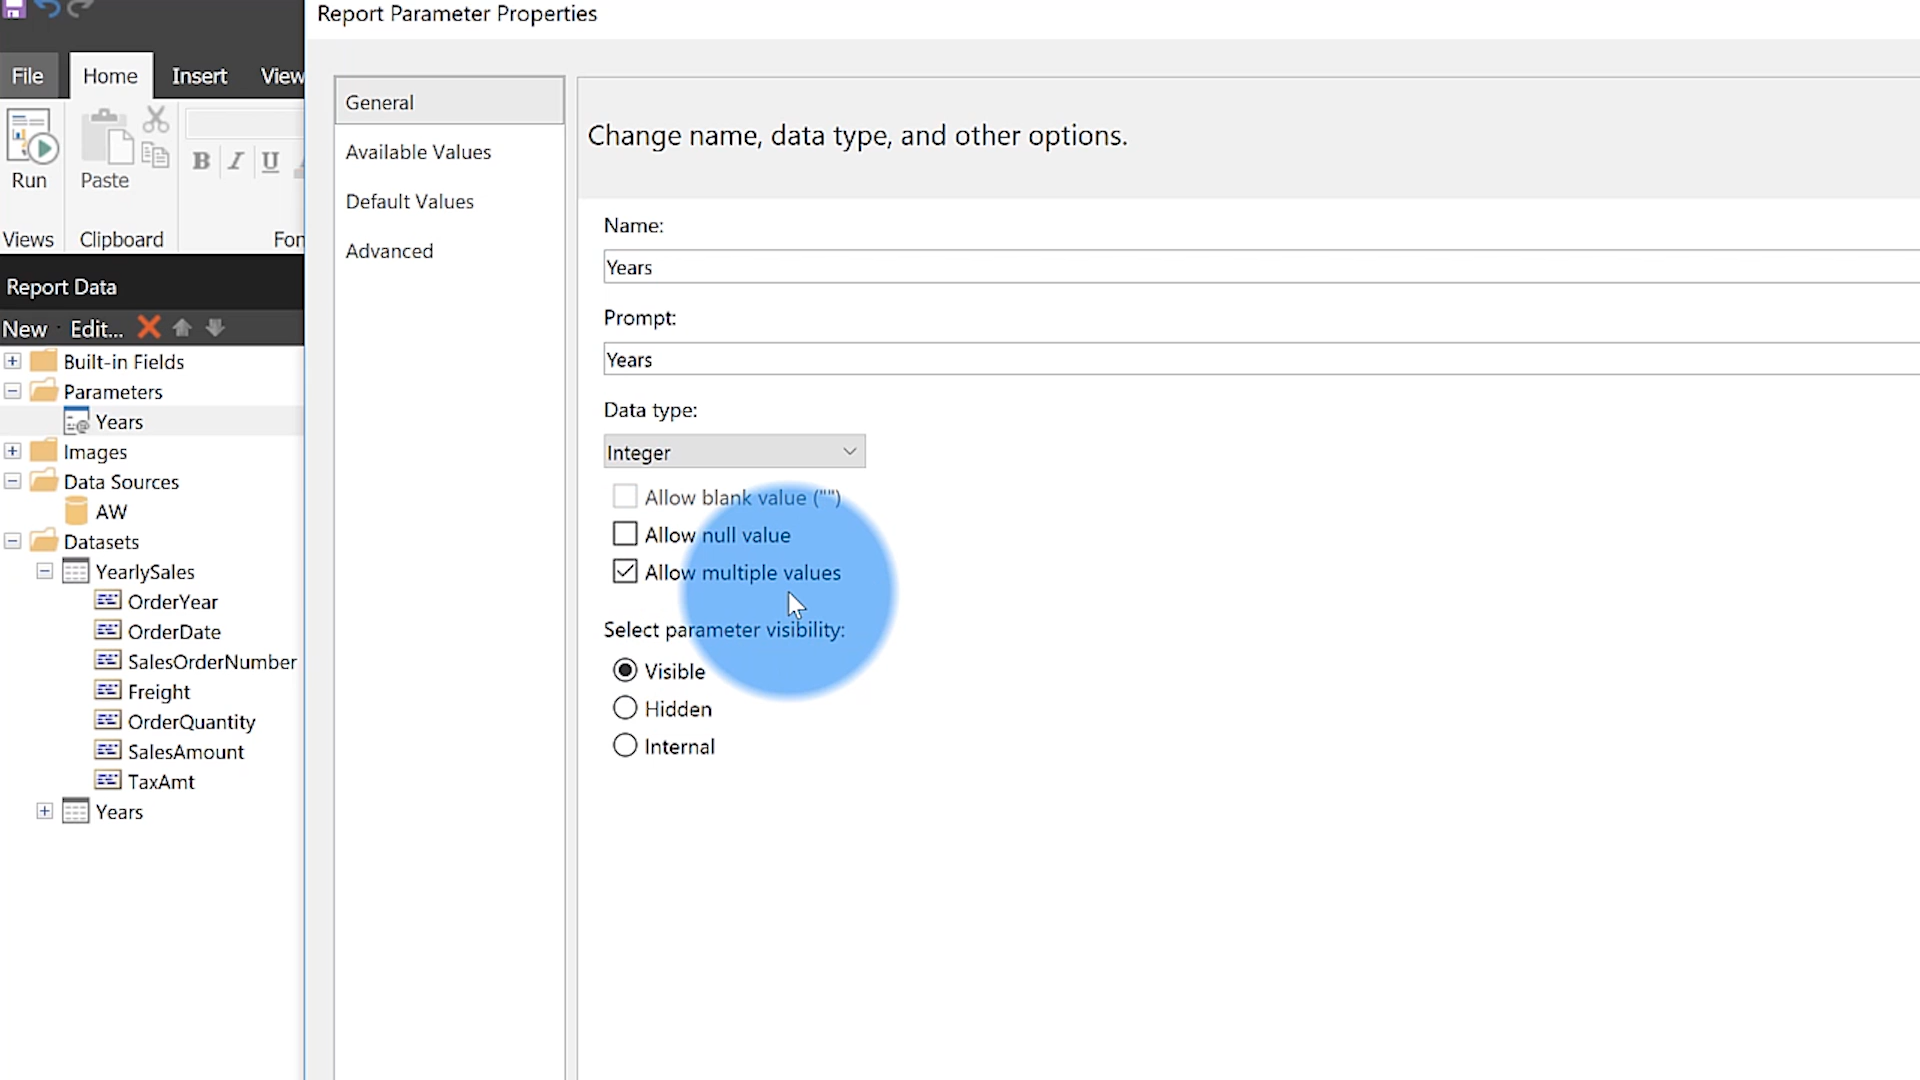 Report Parameter Properties
File
Home
Insert
View
Run
Paste
B I U
Views
Clipboard
Report Data
New Edit...
Built-in Fields
Parameters
Years
Images
Data Sources
AW
Datasets
YearlySales
OrderYear
OrderDate
SalesOrderNumber
Freight
OrderQuantity
SalesAmount
TaxAmt
Years
General
Available Values
Default Values
Advanced
Change name, data type, and other options.
Name:
Years
Prompt:
Years
Data type:
Integer
Allow blank value ("")
Allow null value
Allow multiple values
Select parameter visibility:
Visible
Hidden
Internal